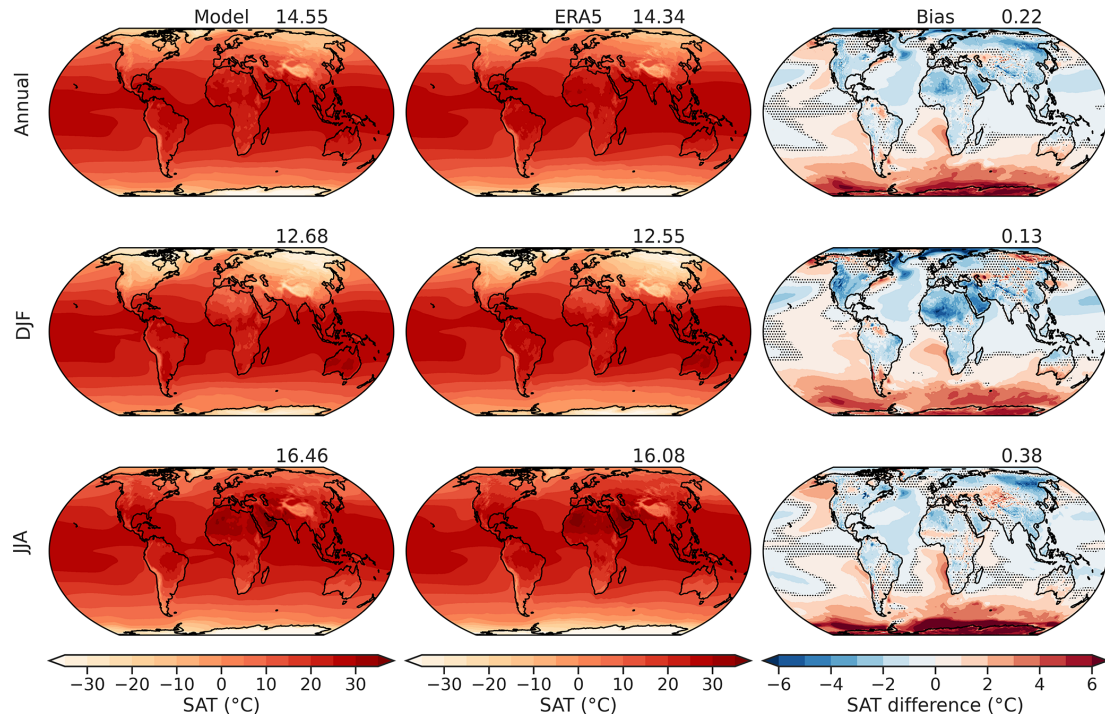 Model 14.55
ERA5 14.34
Bias 0.22
Annual
12.68
12.55
0.13
DJF
16.46
16.08
0.38
JJA
−30 −20 −10 0 10 20 30
SAT (°C)
−30 −20 −10 0 10 20 30
SAT (°C)
−6 −4 −2 0 2 4 6
SAT difference (°C)